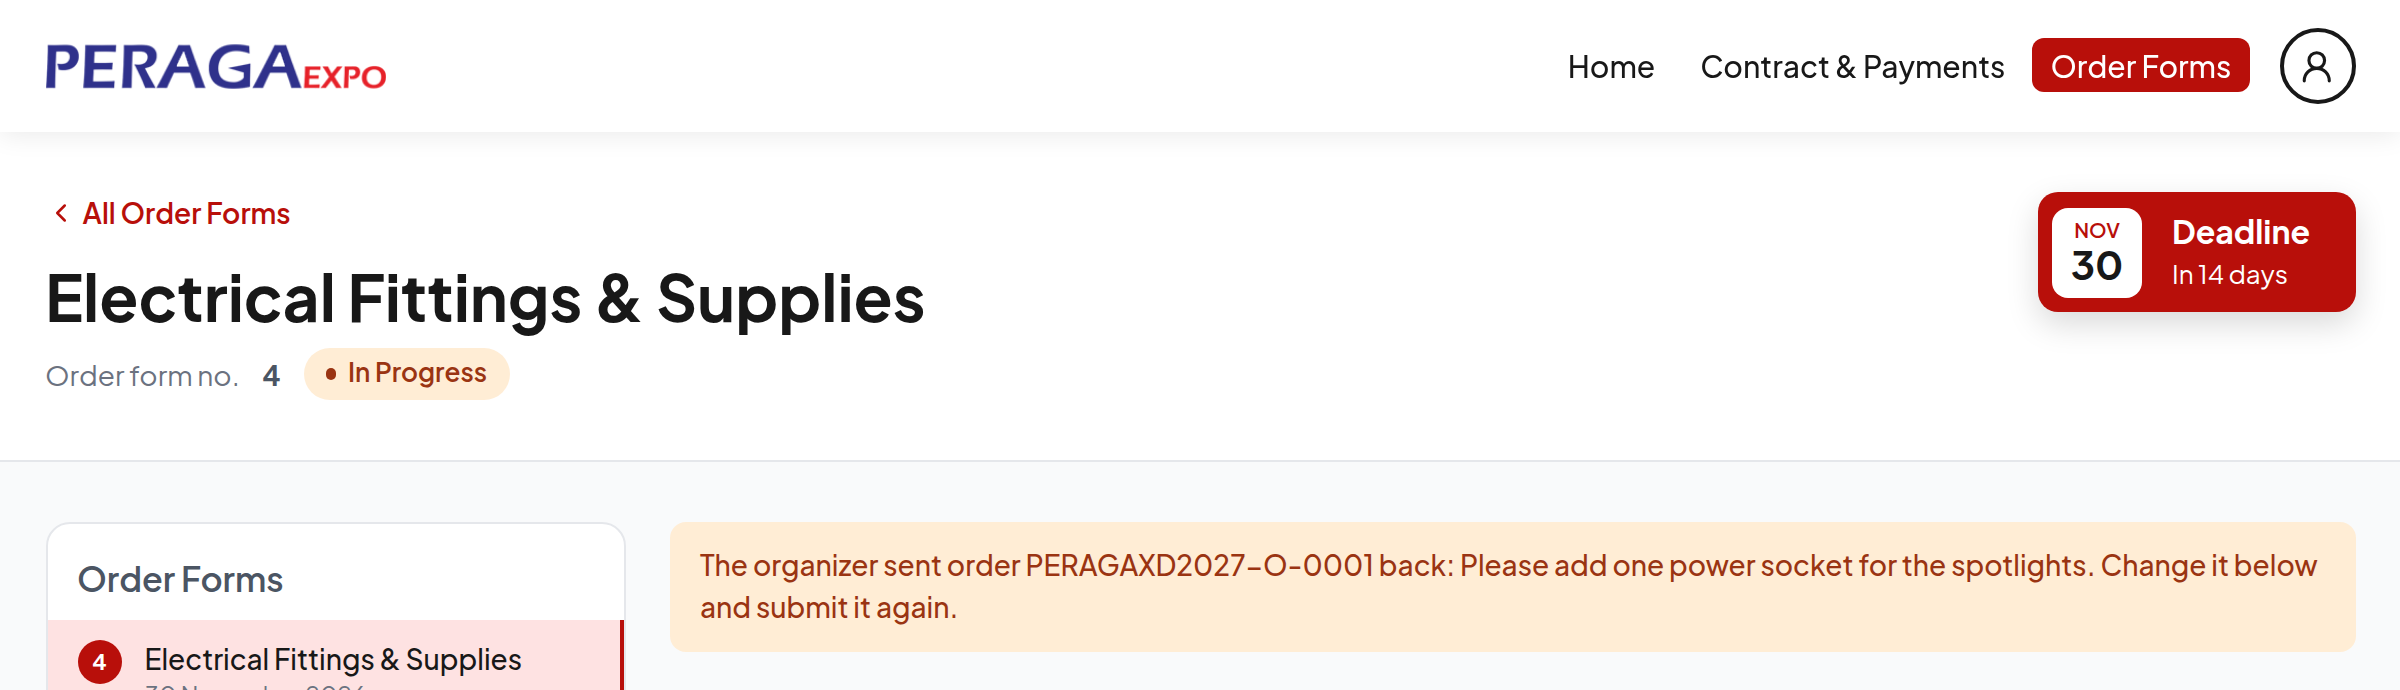 PERAGA EXPO
Home
Contract & Payments
Order Forms
All Order Forms
NOV
30
Deadline
In 14 days
Electrical Fittings & Supplies
Order form no. 4
In Progress
Order Forms
The organizer sent order PERAGAXD2027-O-0001 back: Please add one power socket for the spotlights. Change it below
and submit it again.
4
Electrical Fittings & Supplies